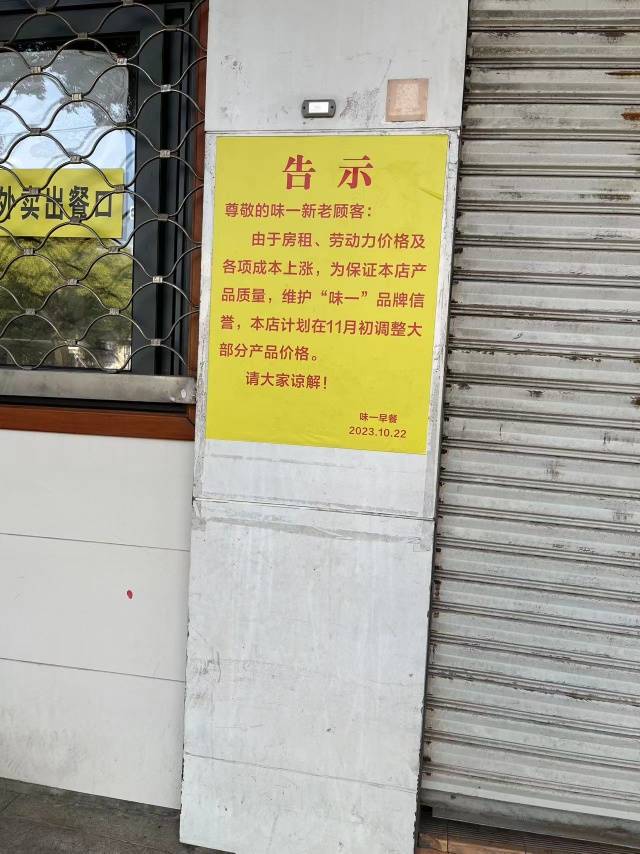 外卖出餐口
告示
尊敬的味一新老顾客：
由于房租、劳动力价格及
各项成本上涨，为保证本店产
品质量，维护“味一”品牌信
誉，本店计划在11月初调整大
部分产品价格。
请大家谅解！
味一早餐
2023.10.22